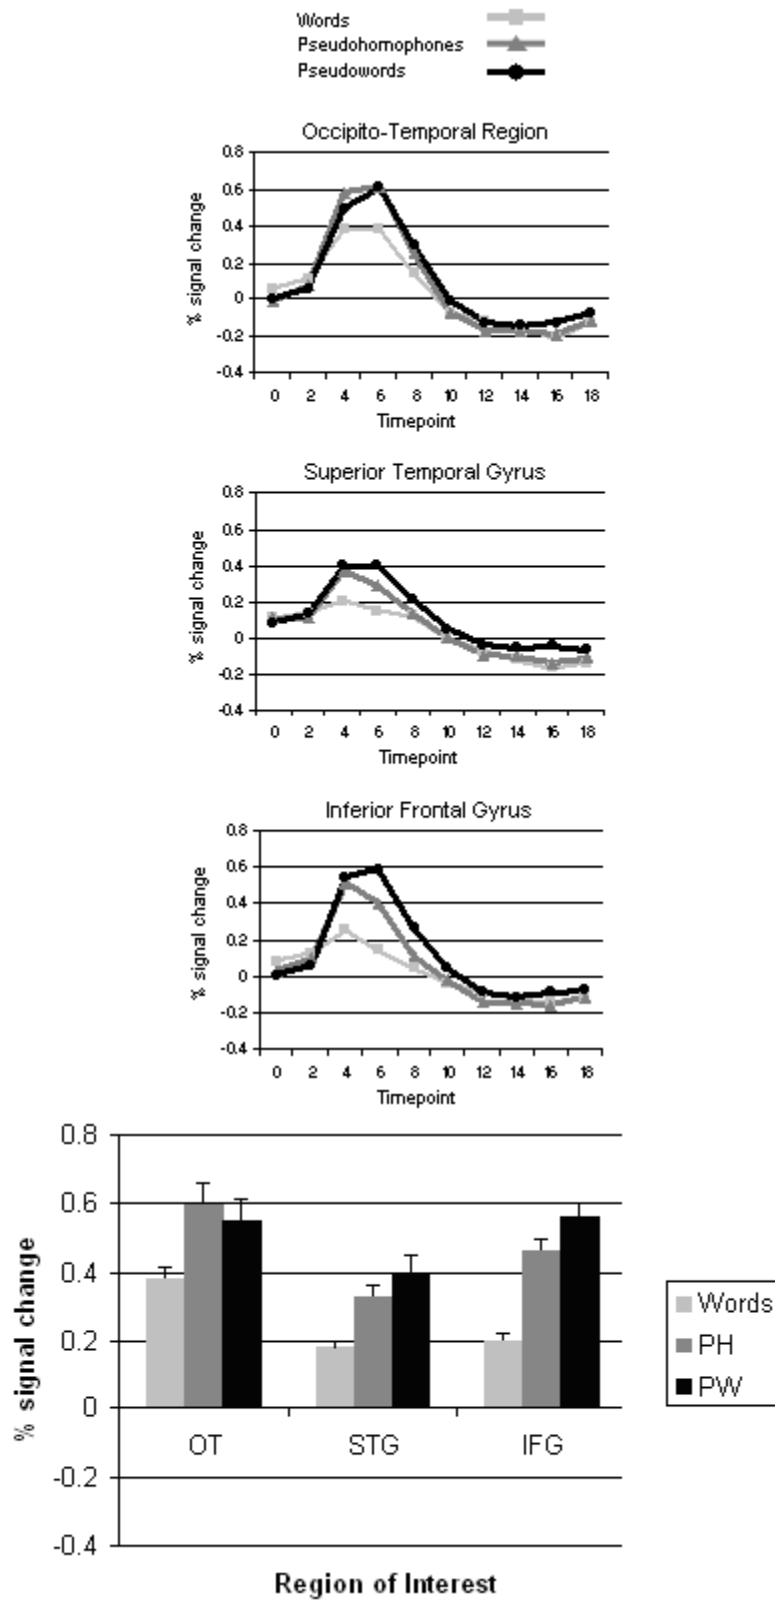 Words
Pseudohomophones
Pseudowords
Occipito-Temporal Region
0.8
0.6
0.4
0.2
0
-0.2
-0.4
% signal change
0 2 4 6 8 10 12 14 16 18
Timepoint
Superior Temporal Gyrus
0.8
0.6
0.4
0.2
0
-0.2
-0.4
% signal change
0 2 4 6 8 10 12 14 16 18
Timepoint
Inferior Frontal Gyrus
0.8
0.6
0.4
0.2
0
-0.2
-0.4
% signal change
0 2 4 6 8 10 12 14 16 18
Timepoint
0.8
0.6
0.4
0.2
0
-0.2
-0.4
% signal change
OT STG IFG
Region of Interest
Words
PH
PW